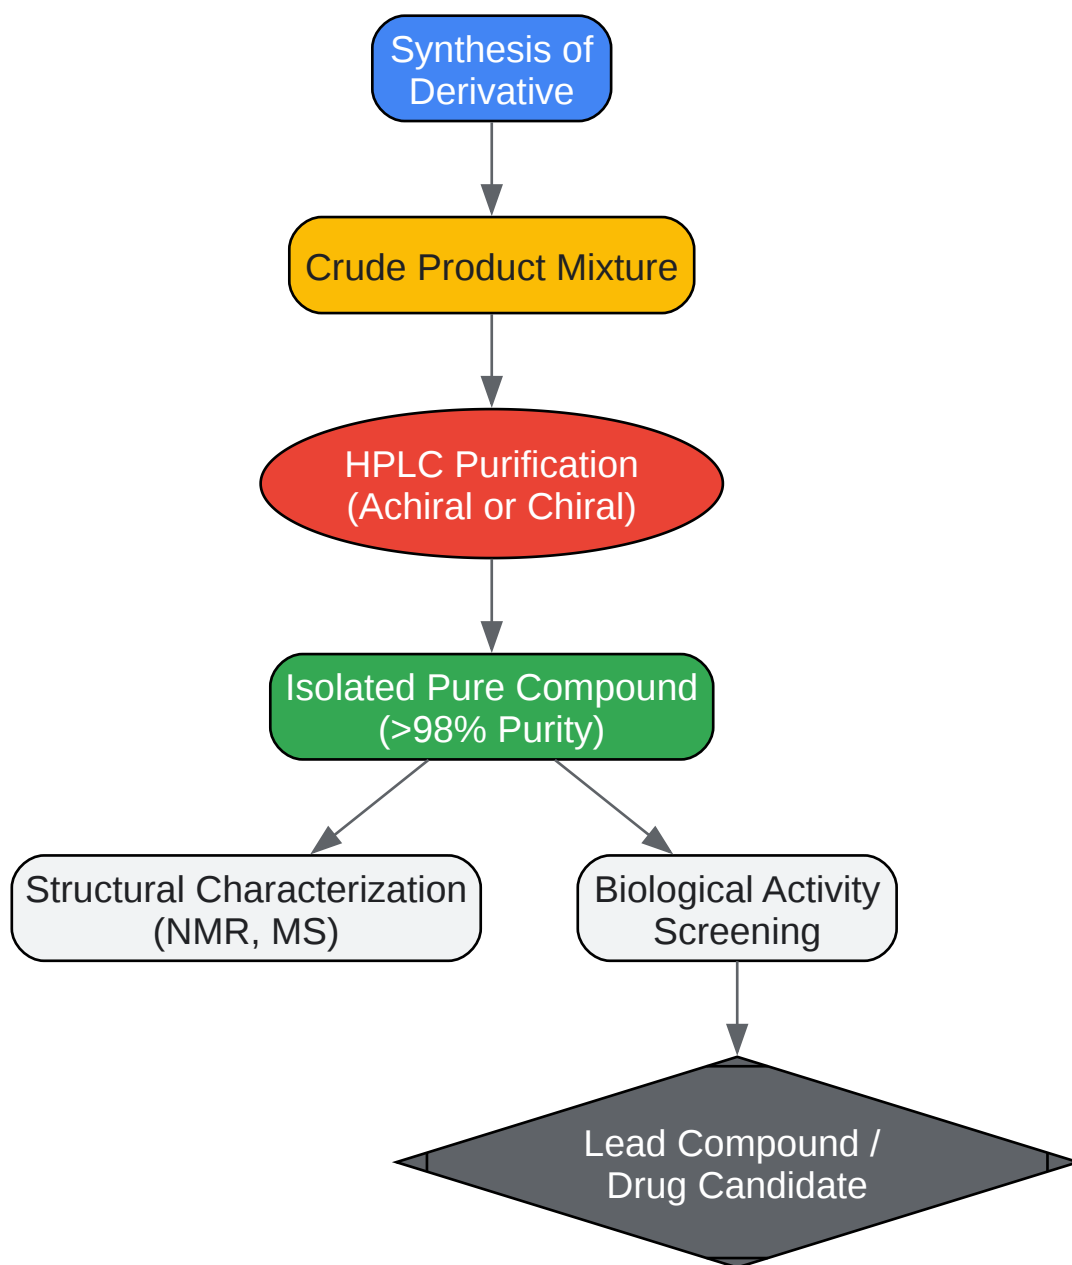 Synthesis of
Derivative
Crude Product Mixture
HPLC Purification
(Achiral or Chiral)
Isolated Pure Compound
(>98% Purity)
Structural Characterization
(NMR, MS)
Biological Activity
Screening
Lead Compound /
Drug Candidate